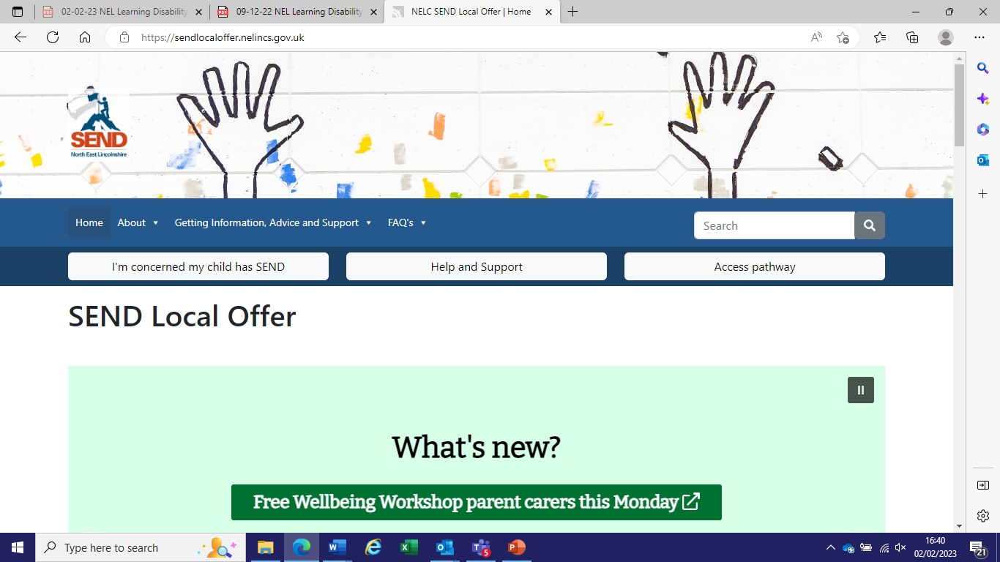 02-02-23 NEL Learning Disability
09-12-22 NEL Learning Disability
NELC SEND Local Offer | Home
https://sendlocaloffer.nelincs.gov.uk
SEND
North East Lincolnshire
Home
About
Getting Information, Advice and Support
FAQ's
Search
I'm concerned my child has SEND
Help and Support
Access pathway
SEND Local Offer
What's new?
Free Wellbeing Workshop parent carers this Monday
Type here to search
5
16:40
02/02/2023
21